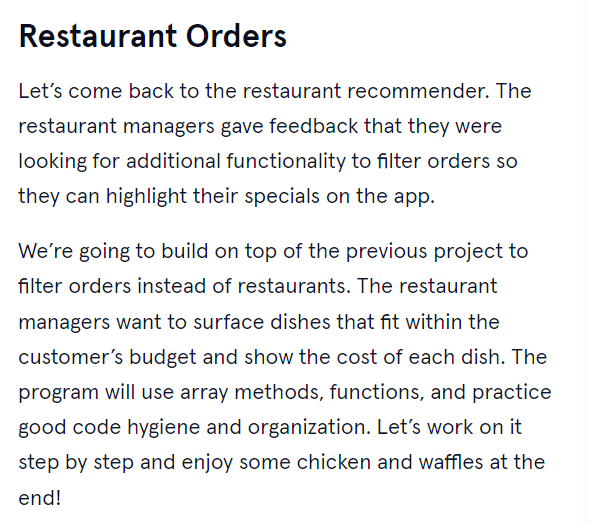 Restaurant Orders
Let’s come back to the restaurant recommender. The
restaurant managers gave feedback that they were
looking for additional functionality to filter orders so
they can highlight their specials on the app.
We’re going to build on top of the previous project to
filter orders instead of restaurants. The restaurant
managers want to surface dishes that fit within the
customer’s budget and show the cost of each dish. The
program will use array methods, functions, and practice
good code hygiene and organization. Let’s work on it
step by step and enjoy some chicken and waffles at the
end!